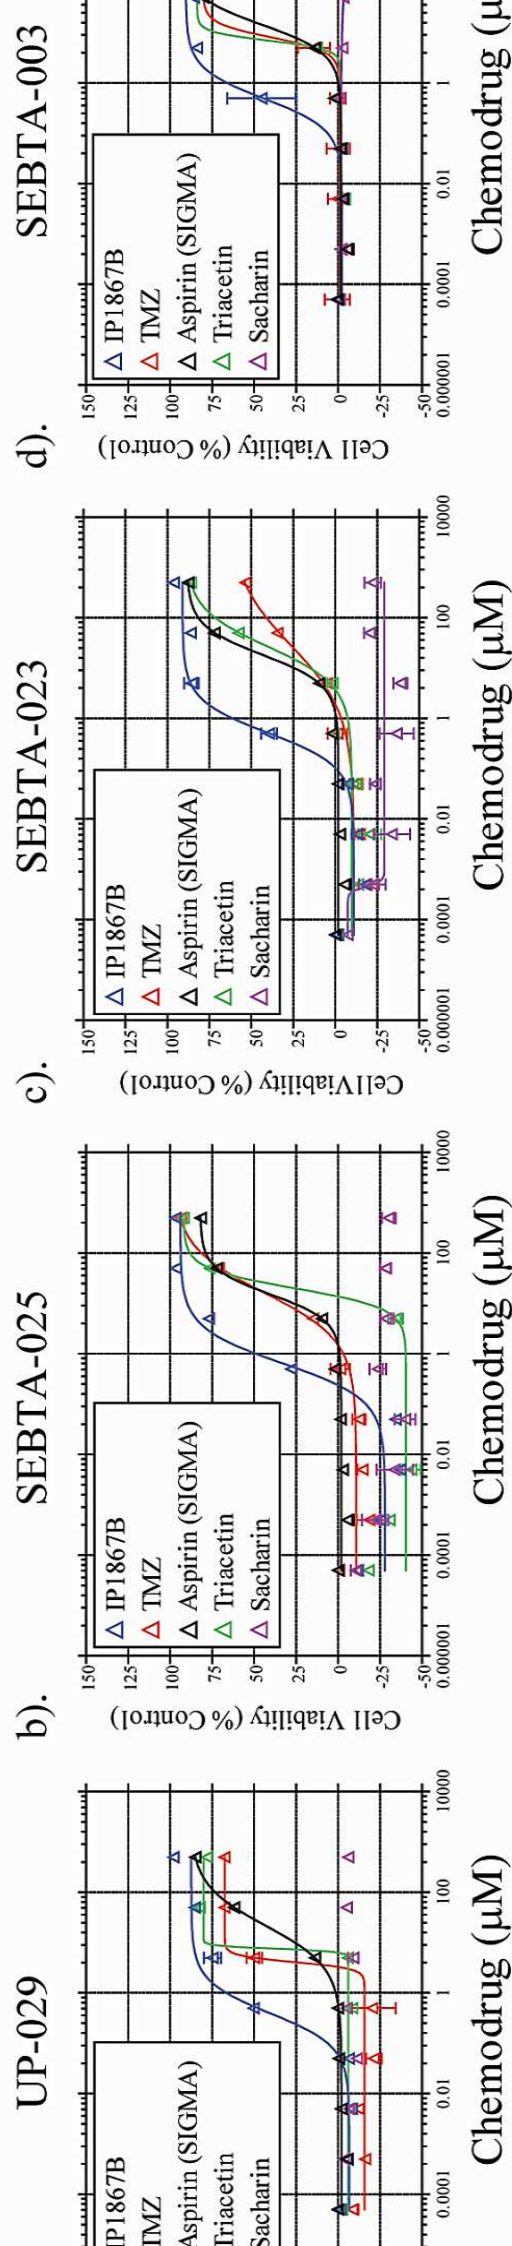 UP-029
IP1867B
TMZ
Aspirin (SIGMA)
Triacetin
Sacharin
0.0001 0.01 1 100 10000
Chemodrug (µM)
b).
SEBTA-025
Cell Viability (% Control)
150
125
100
75
50
25
0
-25
-50
IP1867B
TMZ
Aspirin (SIGMA)
Triacetin
Sacharin
0.000001 0.0001 0.01 1 100 10000
Chemodrug (µM)
c).
SEBTA-023
CellViability (% Control)
150
125
100
75
50
25
0
-25
-50
IP1867B
TMZ
Aspirin (SIGMA)
Triacetin
Sacharin
0.000001 0.0001 0.01 1 100 10000
Chemodrug (µM)
d).
SEBTA-003
Cell Viability (% Control)
150
125
100
75
50
25
0
-25
-50
IP1867B
TMZ
Aspirin (SIGMA)
Triacetin
Sacharin
0.000001 0.0001 0.01 1
Chemodrug (µ